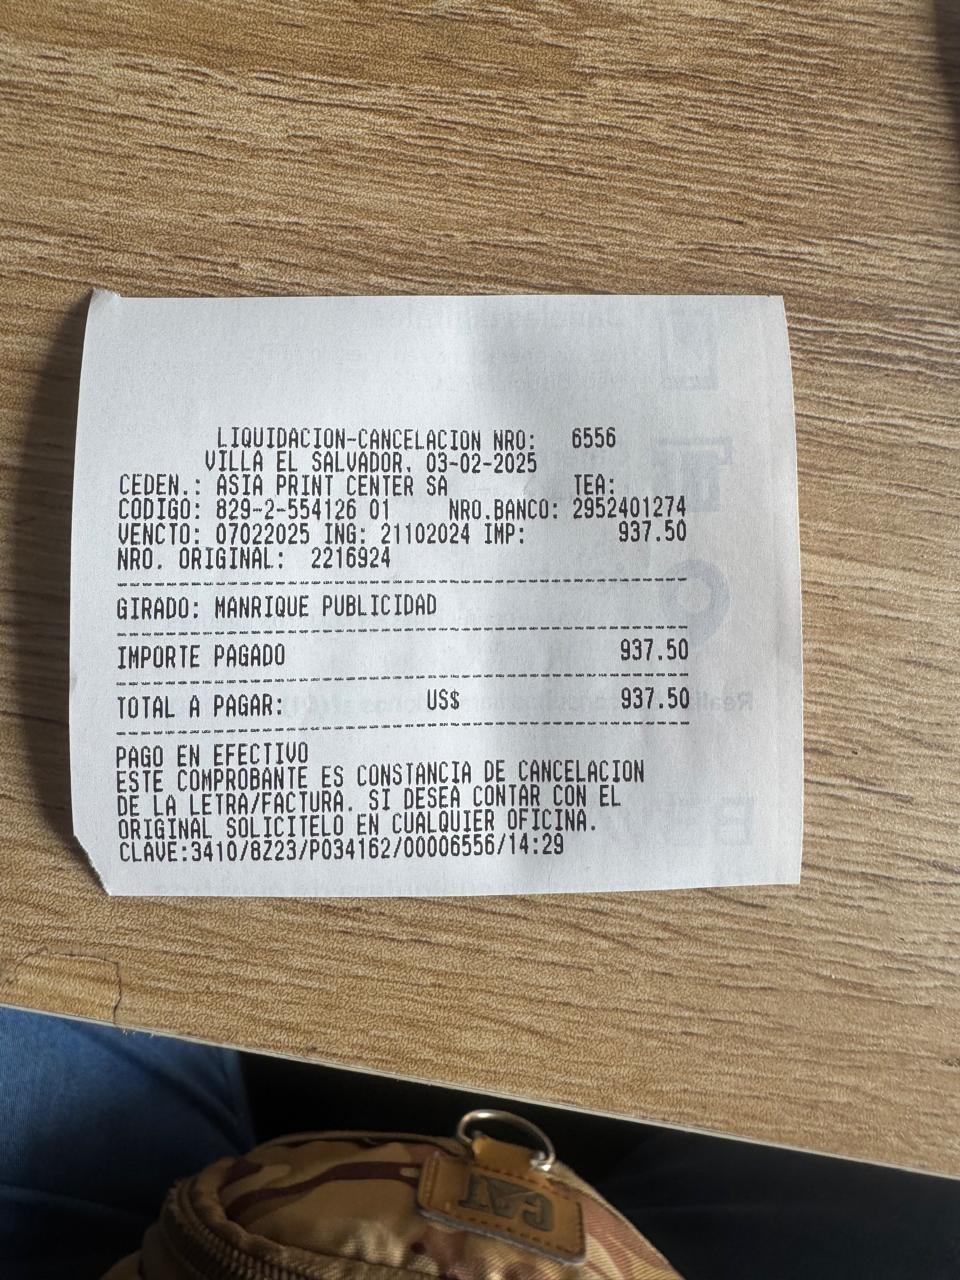 LIQUIDACION-CANCELACION NRO: 6556
VILLA EL SALVADOR, 03-02-2025
CEDEN.: ASIA PRINT CENTER SA TEA:
CODIGO: 829-2-554126 01 NRO.BANCO: 2952401274
VENCTO: 07022025 ING: 21102024 IMP: 937.50
NRO. ORIGINAL: 2216924
GIRADO: MANRIQUE PUBLICIDAD
IMPORTE PAGADO 937.50
TOTAL A PAGAR: US$ 937.50
PAGO EN EFECTIVO
ESTE COMPROBANTE ES CONSTANCIA DE CANCELACION
DE LA LETRA/FACTURA. SI DESEA CONTAR CON EL
ORIGINAL SOLICITELO EN CUALQUIER OFICINA.
CLAVE:3410/8Z23/P034162/00006556/14:29
CAT